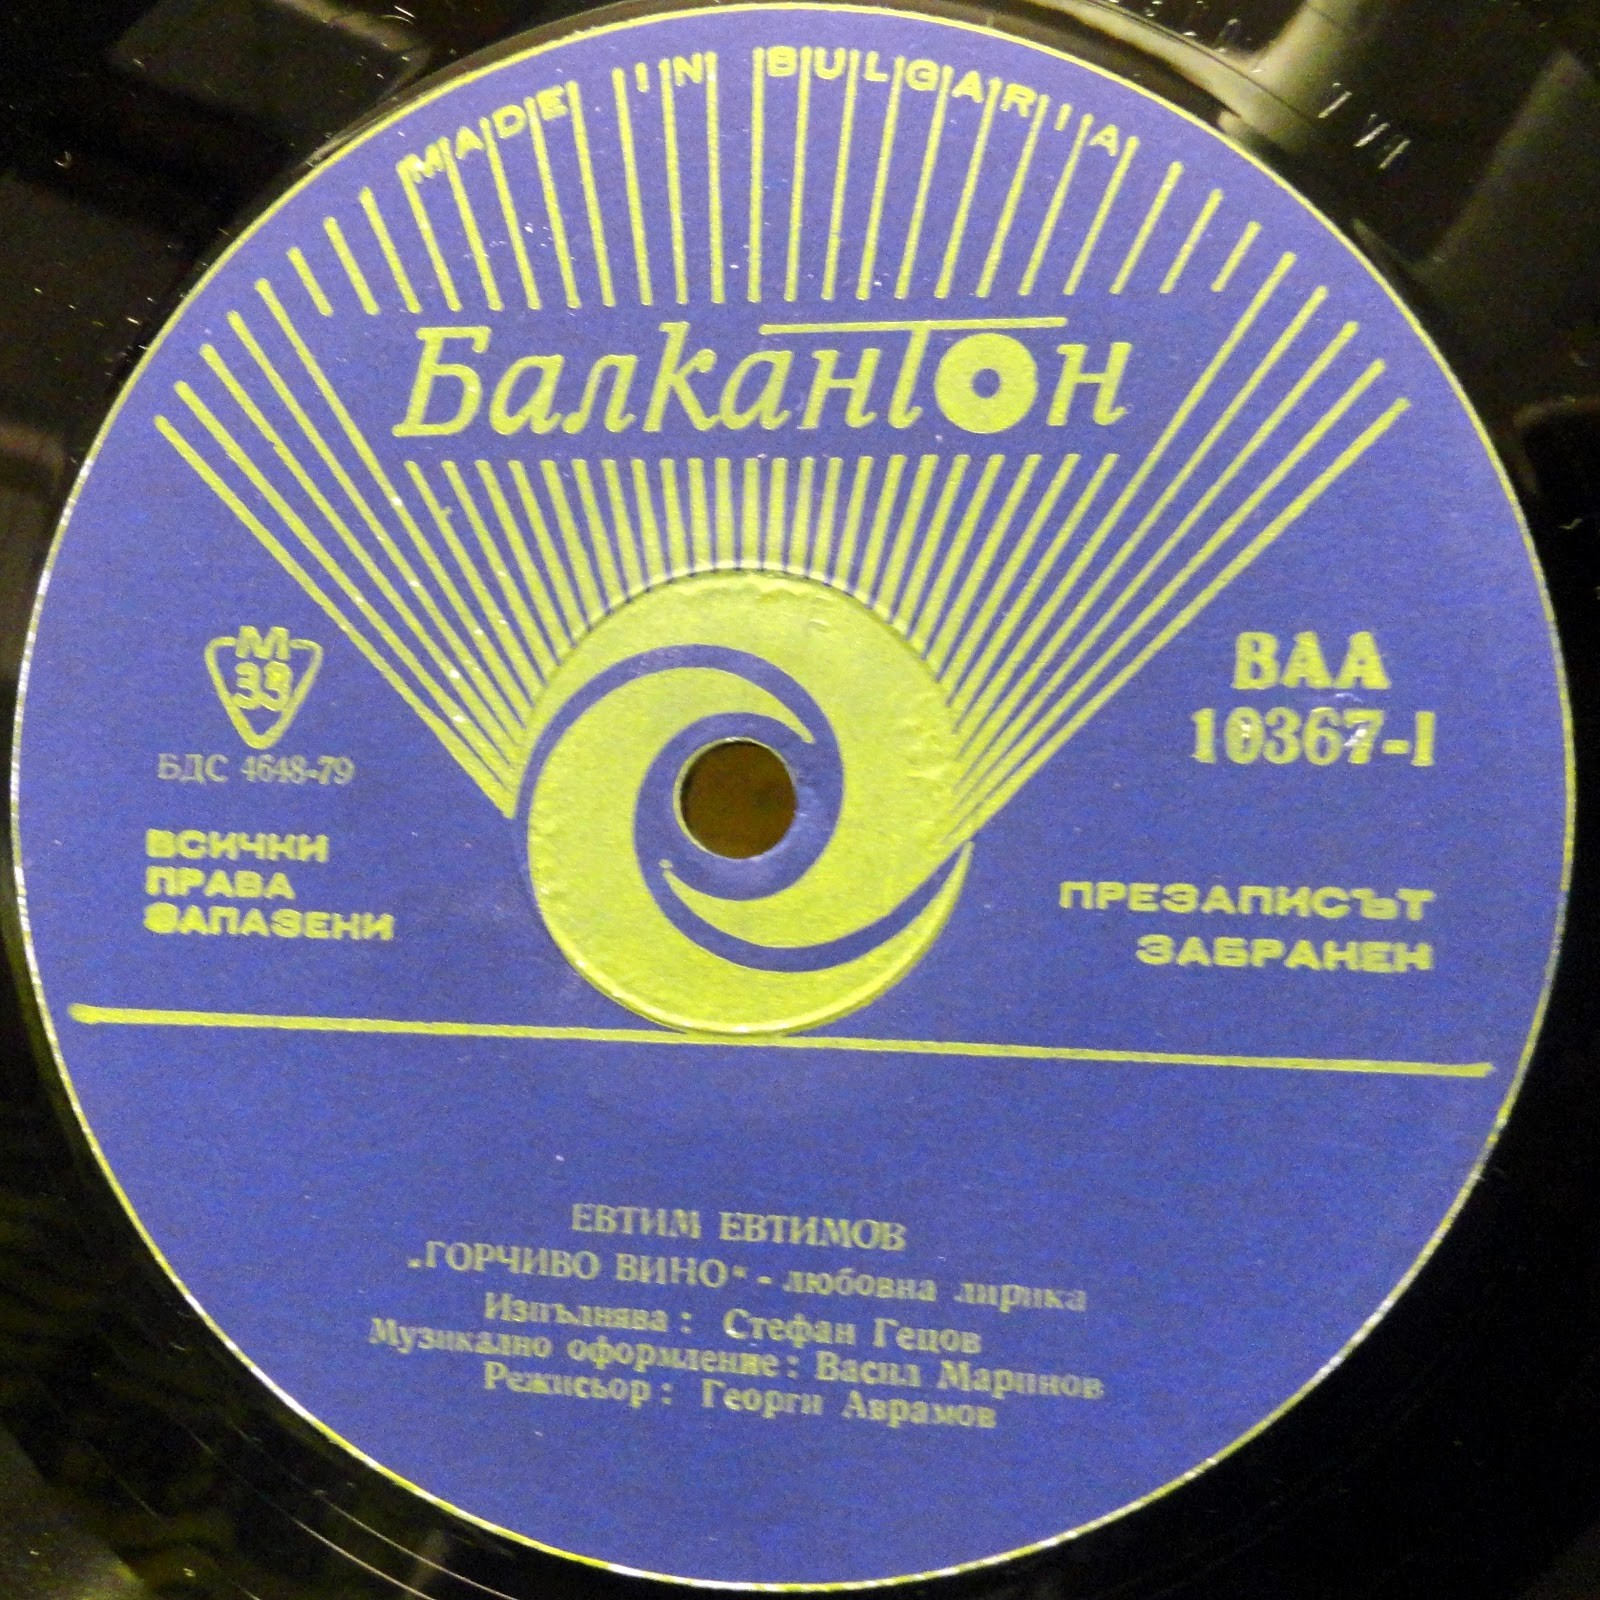 MADE IN BULGARIA
Балкантон
М
33
БДС 4648-79
ВАА
10367-I
ВСИЧКИ
ПРАВА
ЗАПАЗЕНИ
ПРЕЗАПИСЪТ
ЗАБРАНЕН
ЕВТИМ ЕВТИМОВ
„ГОРЧИВО ВИНО“ - любовна лирика
Изпълнява : Стефан Гецов
Музикално оформление : Васил Маринов
Режисьор : Георги Аврамов